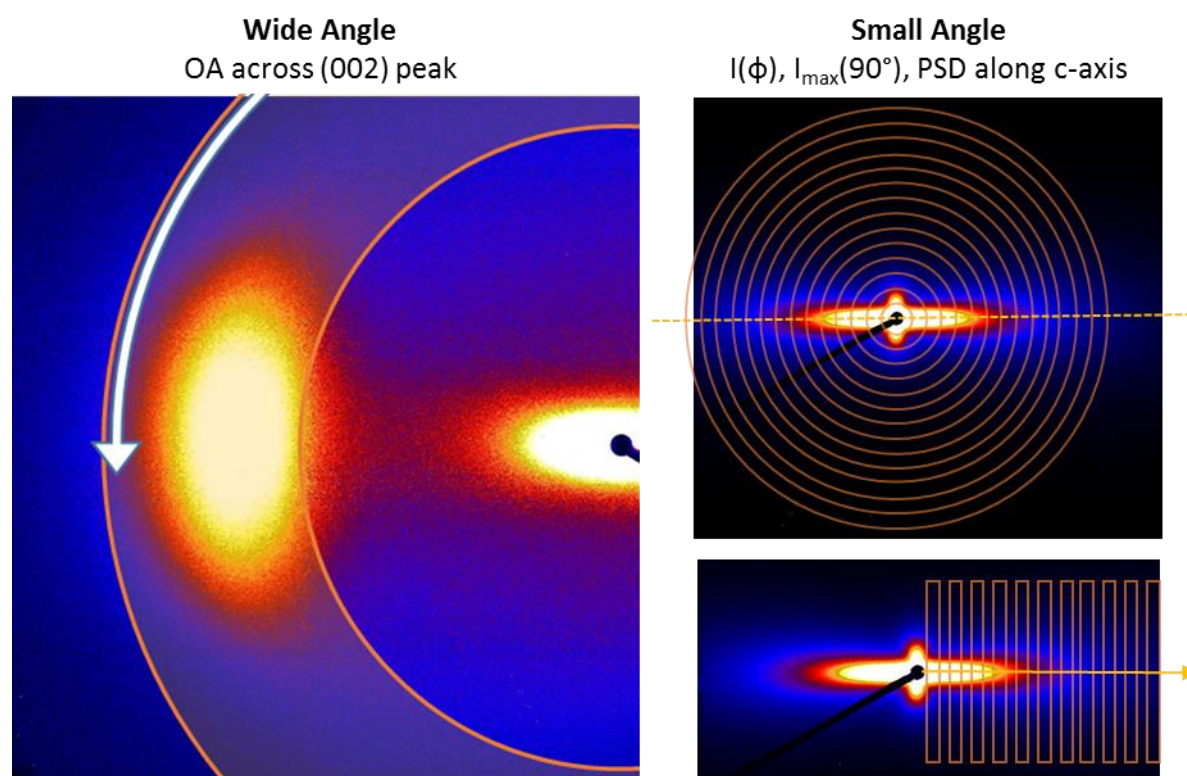 Wide Angle
OA across (002) peak
Small Angle
I(ϕ), Imax(90°), PSD along c-axis